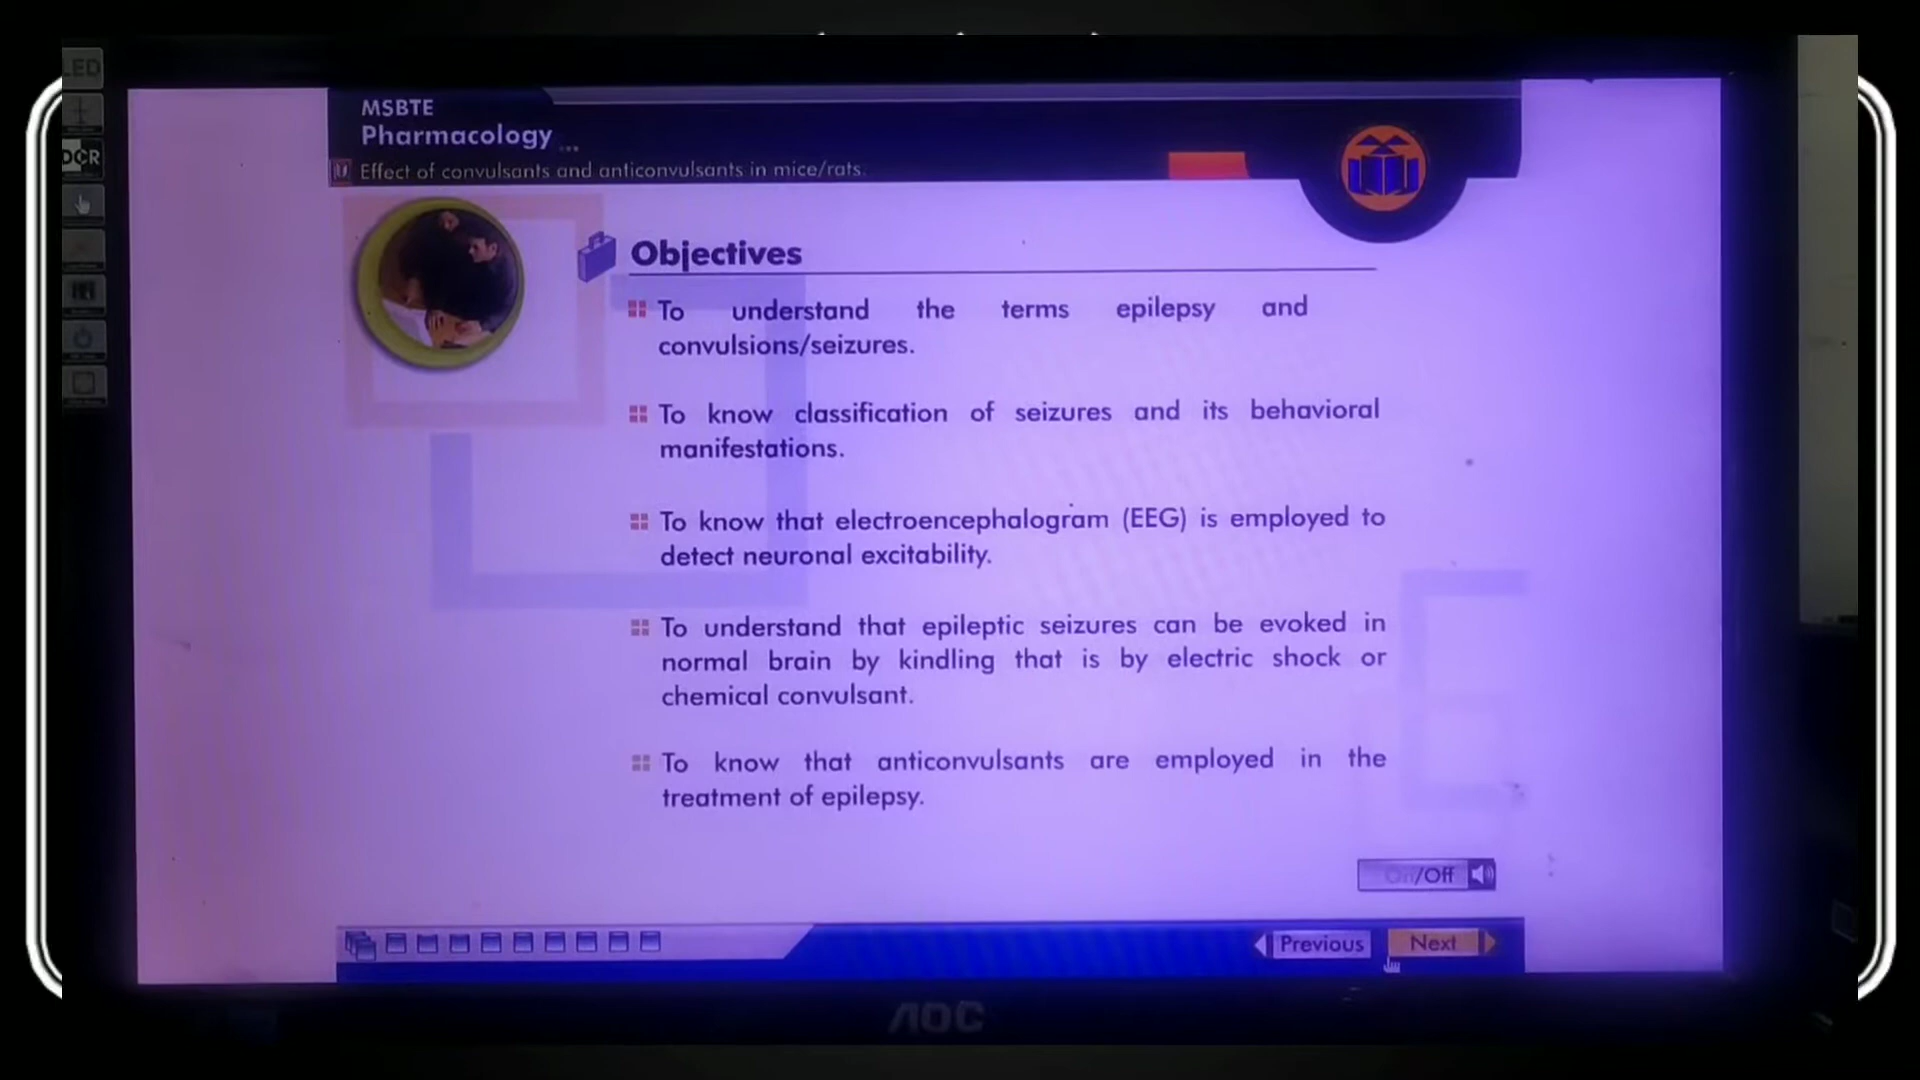 LED
MSBTE
Pharmacology ...
OCR
Effect of convulsants and anticonvulsants in mice/rats.
Objectives
To understand the terms epilepsy and
convulsions/seizures.
To know classification of seizures and its behavioral
manifestations.
To know that electroencephalogram (EEG) is employed to
detect neuronal excitability.
To understand that epileptic seizures can be evoked in
normal brain by kindling that is by electric shock or
chemical convulsant.
To know that anticonvulsants are employed in the
treatment of epilepsy.
On/Off
Previous Next
AOC